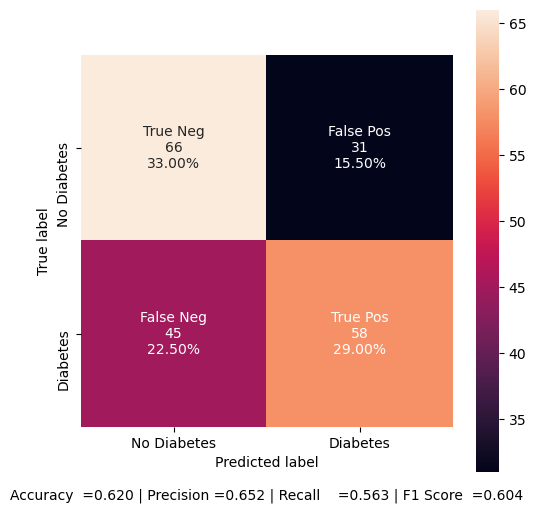 True Neg
66
33.00%
False Pos
31
15.50%
False Neg
45
22.50%
True Pos
58
29.00%
True label
No Diabetes
Diabetes
No Diabetes
Diabetes
Predicted label
65
60
55
50
45
40
35
Accuracy  =0.620 | Precision =0.652 | Recall    =0.563 | F1 Score  =0.604